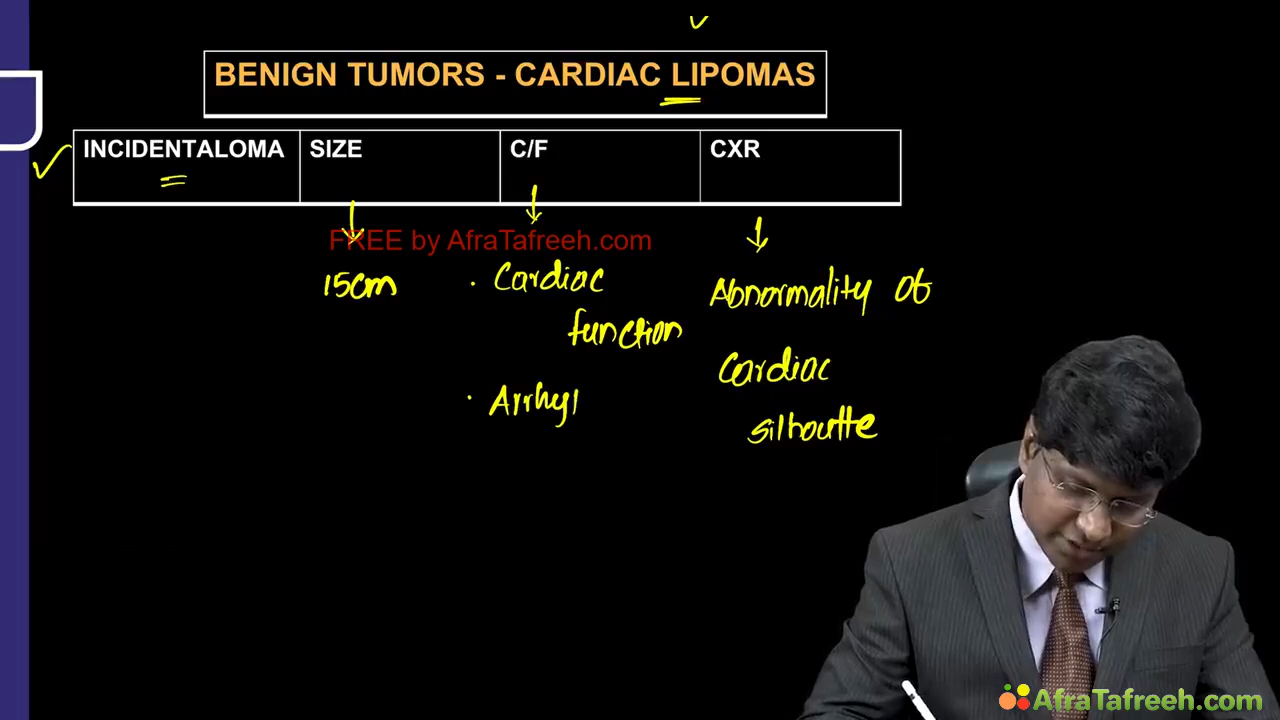 BENIGN TUMORS - CARDIAC LIPOMAS
INCIDENTALOMA SIZE C/F CXR
FREE by AfraTafreeh.com
15cm · Cardiac Abnormality of
function
Cardiac
· Arrhyt
silhoutte
AfraTafreeh.com